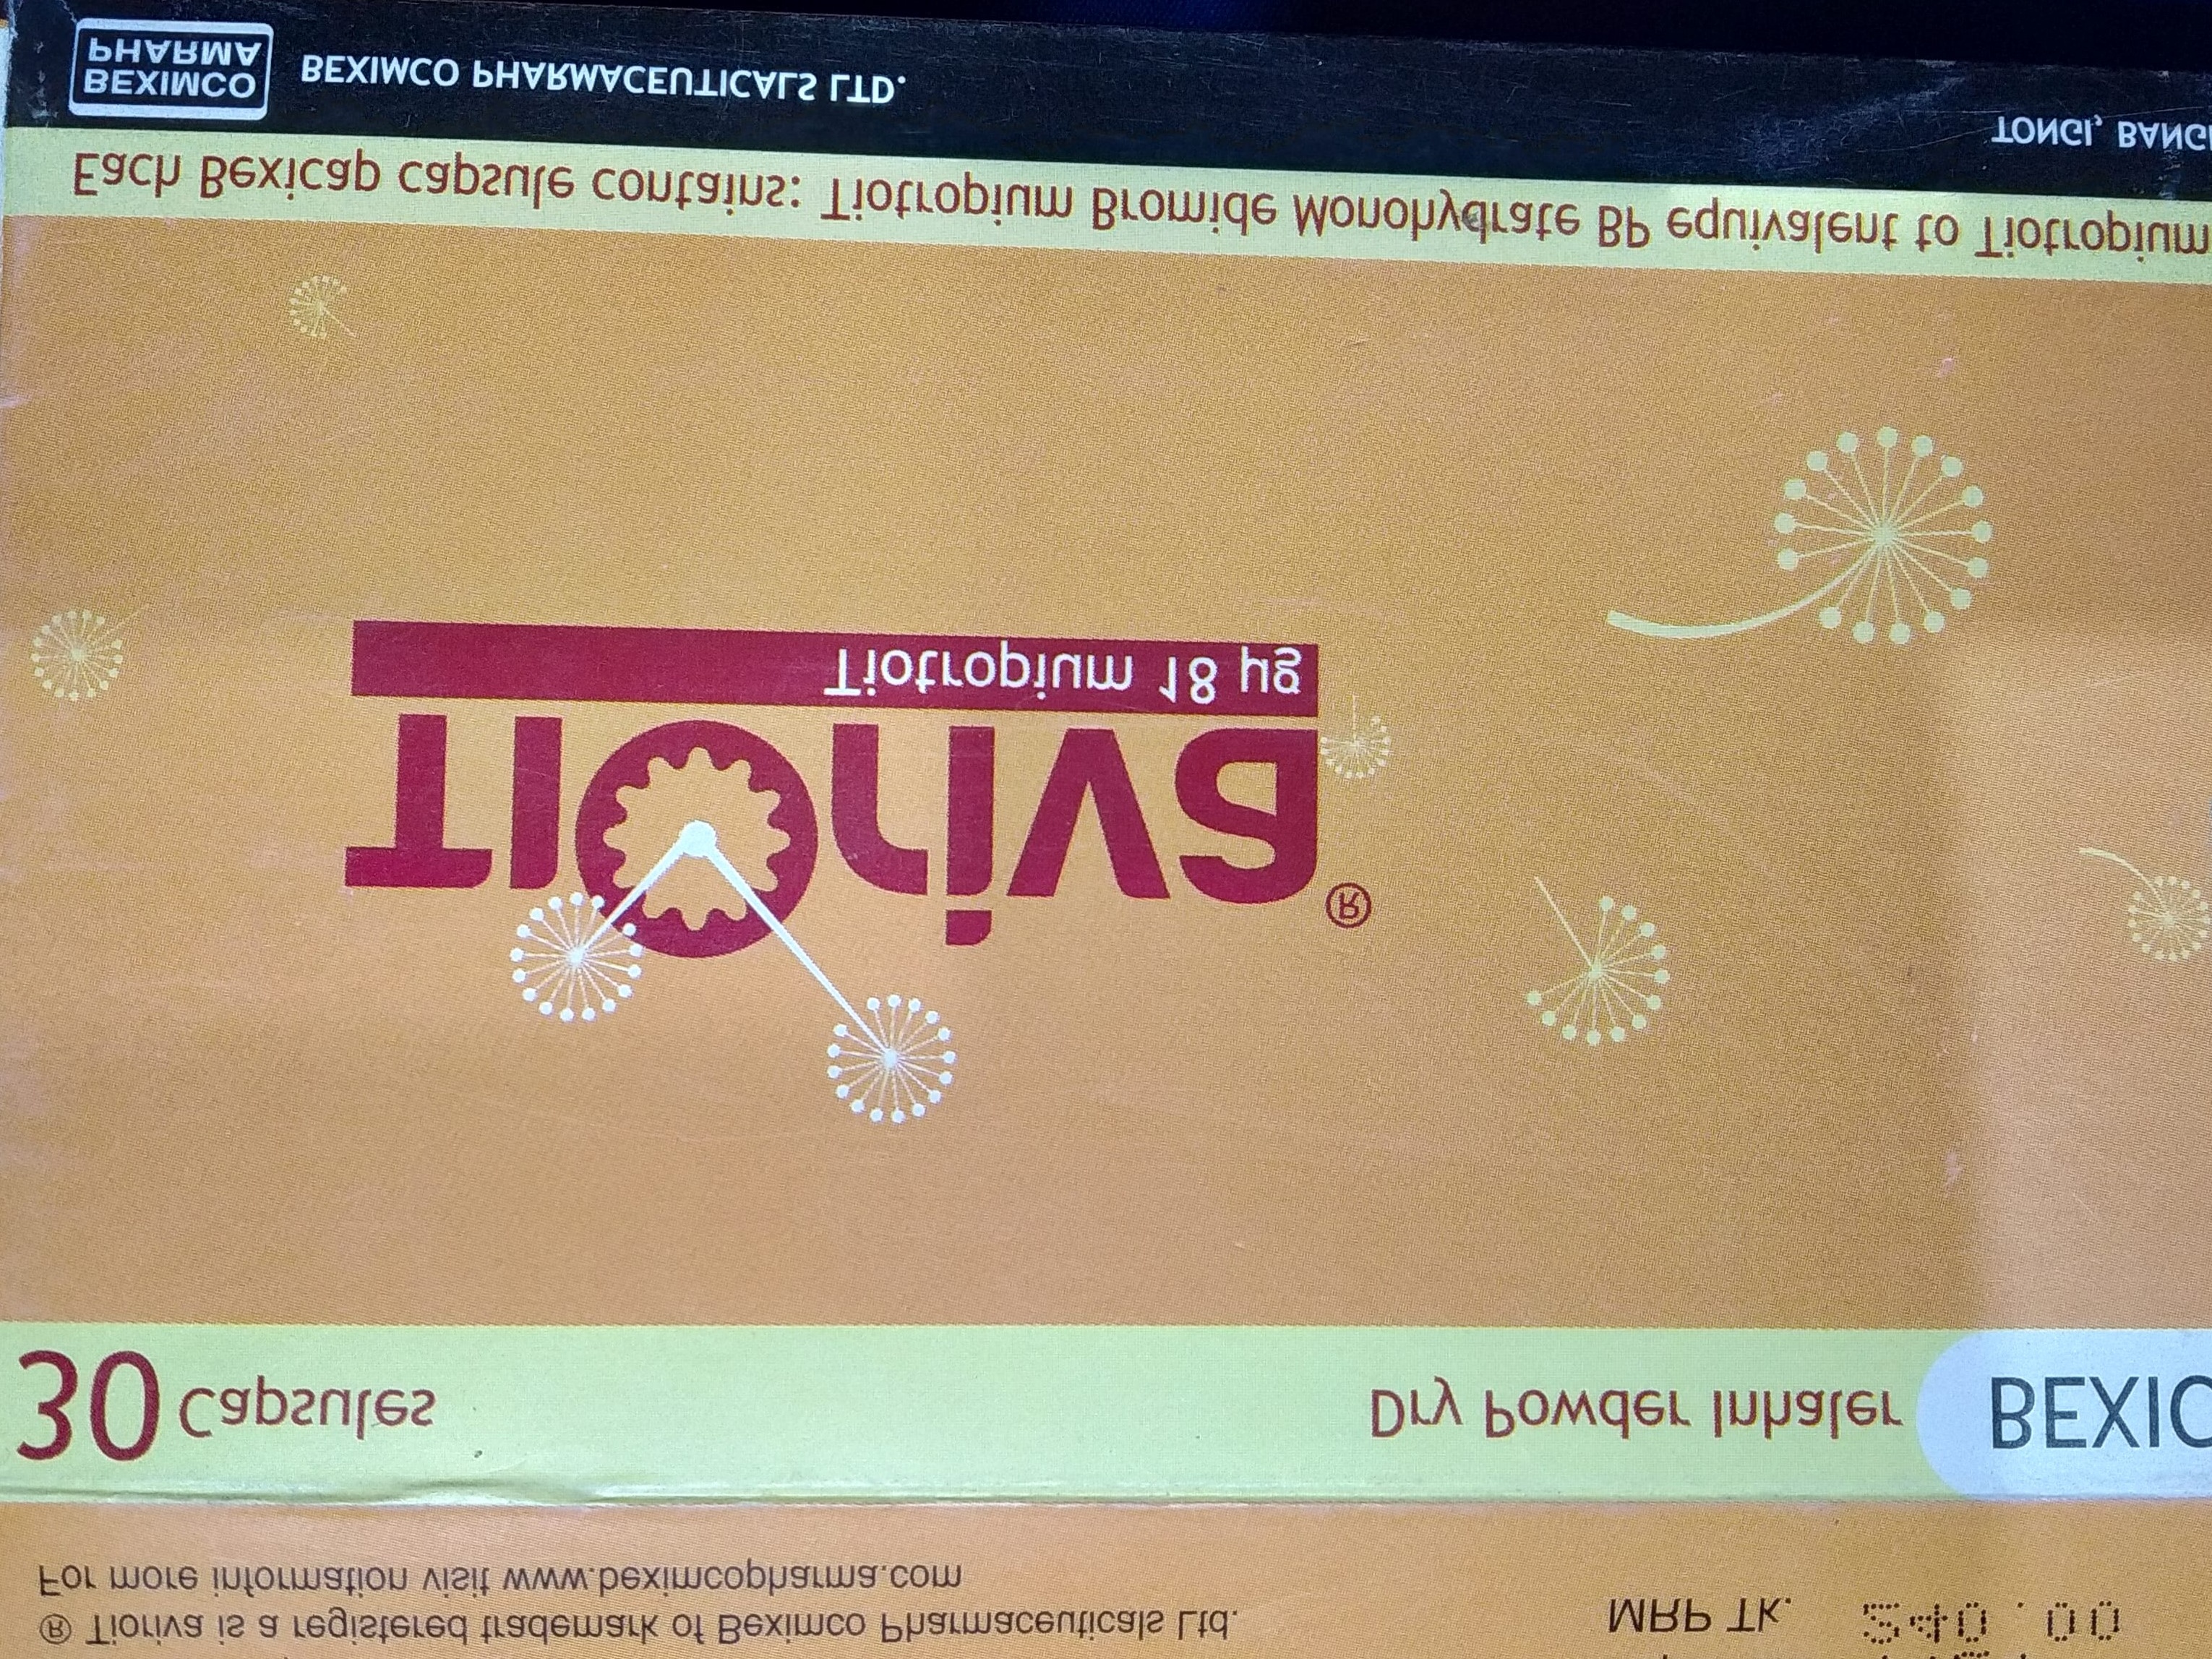 ® Tioriva is a registered trademark of Beximco Pharmaceuticals Ltd.
For more information visit www.beximcopharma.com
MRP TK.
30 Capsules
Dry Powder Inhaler
BEXIC
Tioriva®
Tiotropium 18 µg
Each Bexicap capsule contains: Tiotropium Bromide Monohydrate BP equivalent to Tiotropium
BEXIMCO
PHARMA
BEXIMCO PHARMACEUTICALS LTD.
TONGI, BANG